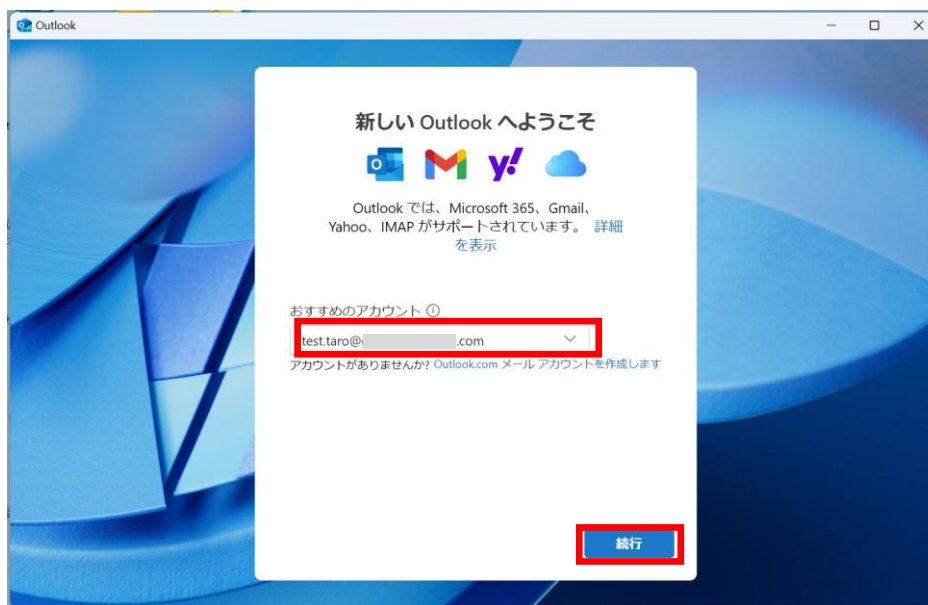 Outlook
新しい Outlook へようこそ
Outlook では、Microsoft 365、Gmail、
Yahoo、IMAP がサポートされています。 詳細
を表示
おすすめのアカウント
test.taro@ .com
アカウントがありませんか? Outlook.com メール アカウントを作成します
続行